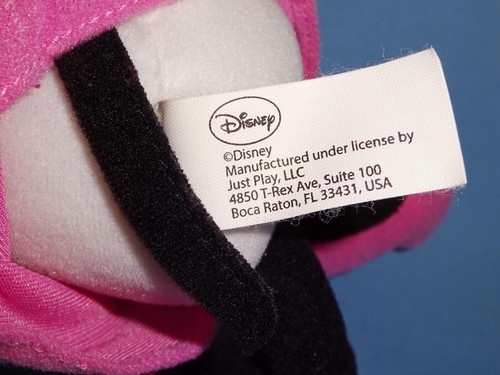 Disney
©Disney
Manufactured under license by
Just Play, LLC
4850 T-Rex Ave, Suite 100
Boca Raton, FL 33431, USA